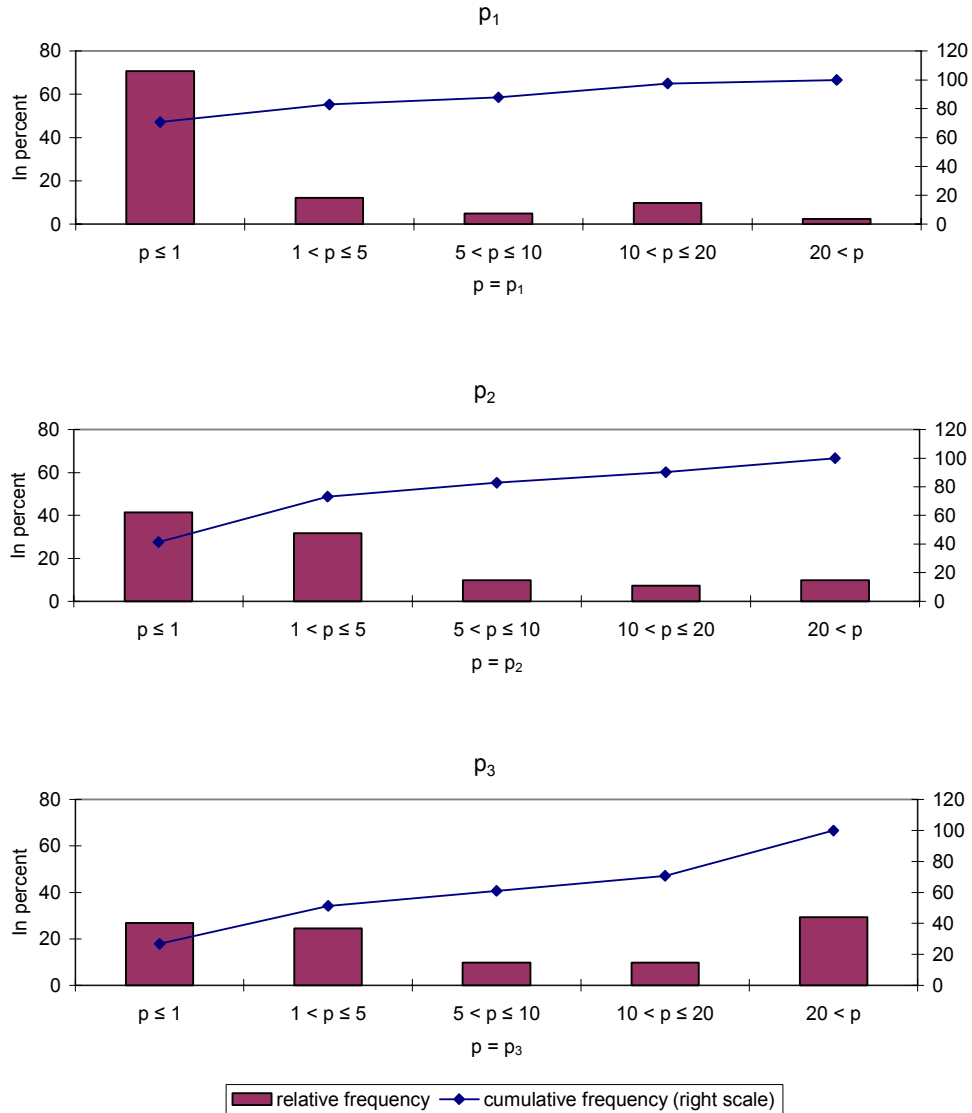 p₁
80 120
100
60 80
40 60
20 40
20
0 0
In percent
p ≤ 1 1 < p ≤ 5 5 < p ≤ 10 10 < p ≤ 20 20 < p
p = p₁
p₂
80 120
100
60 80
40 60
20 40
20
0 0
In percent
p ≤ 1 1 < p ≤ 5 5 < p ≤ 10 10 < p ≤ 20 20 < p
p = p₂
p₃
80 120
100
60 80
40 60
20 40
20
0 0
In percent
p ≤ 1 1 < p ≤ 5 5 < p ≤ 10 10 < p ≤ 20 20 < p
p = p₃
relative frequency cumulative frequency (right scale)